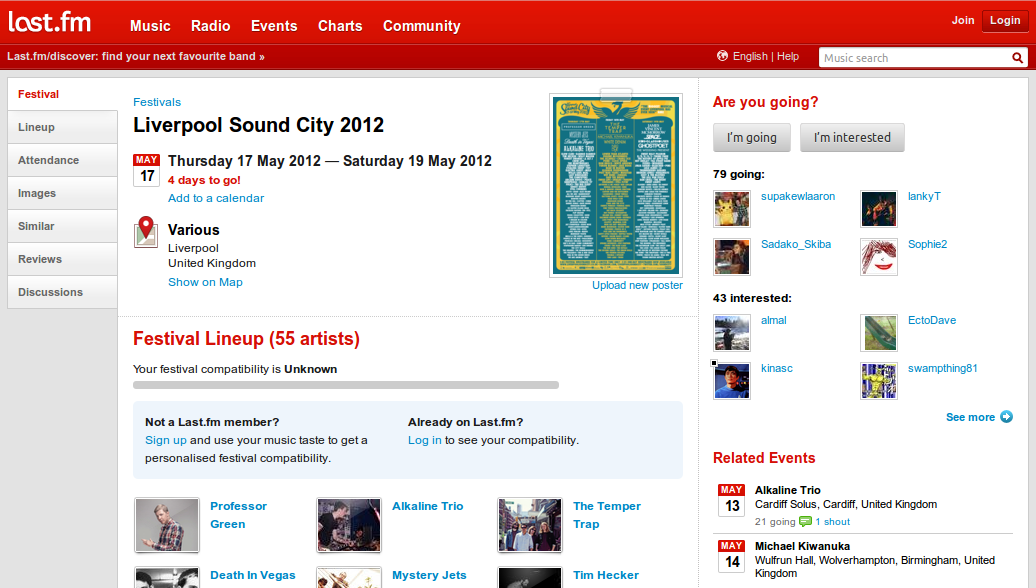 last.fm
Music Radio Events Charts Community
Join Login
Last.fm/discover: find your next favourite band »
English | Help
Music search
Festival
Lineup
Attendance
Images
Similar
Reviews
Discussions
Festivals
Liverpool Sound City 2012
MAY
17
Thursday 17 May 2012 — Saturday 19 May 2012
4 days to go!
Add to a calendar
Various
Liverpool
United Kingdom
Show on Map
Upload new poster
Festival Lineup (55 artists)
Your festival compatibility is Unknown
Not a Last.fm member?
Sign up and use your music taste to get a
personalised festival compatibility.
Already on Last.fm?
Log in to see your compatibility.
Professor
Green
Alkaline Trio
The Temper
Trap
Death In Vegas
Mystery Jets
Tim Hecker
Are you going?
I'm going I'm interested
79 going:
supakewlaaron lankyT
Sadako_Skiba Sophie2
43 interested:
almal EctoDave
kinasc swampthing81
See more
Related Events
MAY
13
Alkaline Trio
Cardiff Solus, Cardiff, United Kingdom
21 going 1 shout
MAY
14
Michael Kiwanuka
Wulfrun Hall, Wolverhampton, Birmingham, United
Kingdom